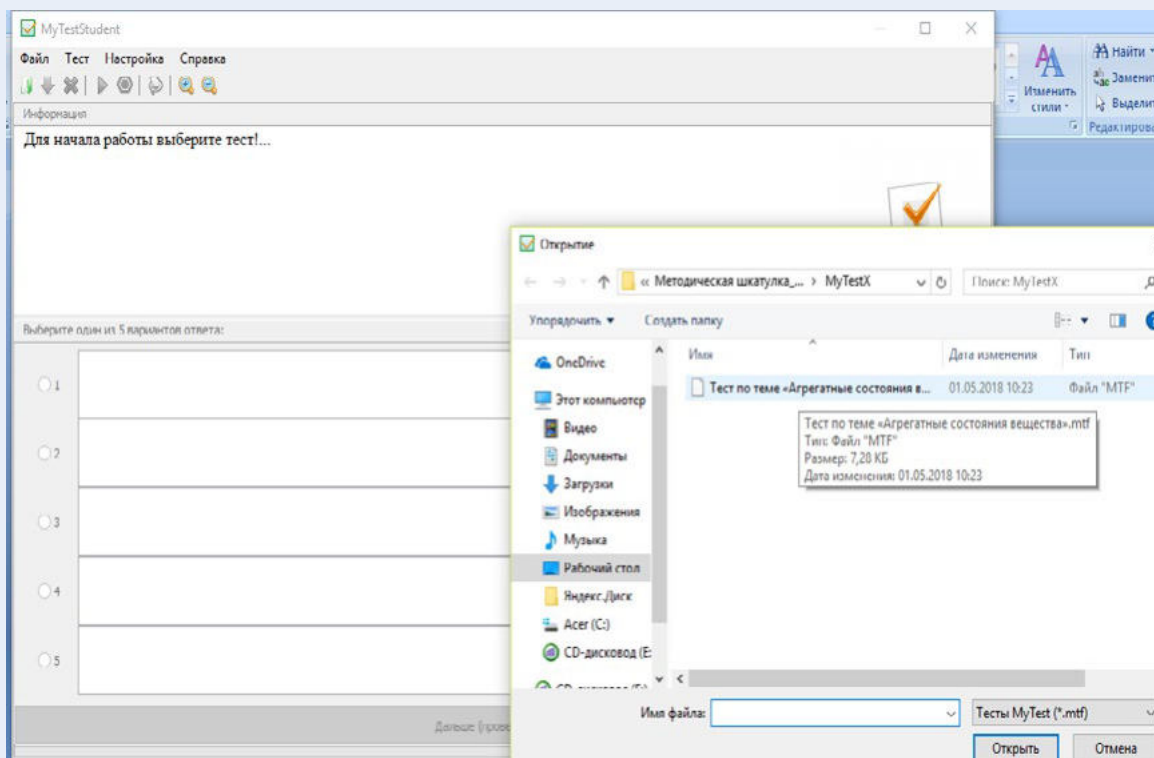 MyTestStudent
Файл Тест Настройка Справка
Информация
Для начала работы выберите тест!...
Выберите один из 5 вариантов ответа:
1
2
3
4
5
Дальше
Найти
Заменит
Выделит
Изменить
стили
Редактирова
Открытие
« Методическая шкатулка_... > MyTestX
Поиск: MyTestX
Упорядочить
Создать папку
Имя
Дата изменения
Тип
OneDrive
Этот компьютер
Видео
Документы
Загрузки
Изображения
Музыка
Рабочий стол
Яндекс.Диск
Acer (C:)
CD-дисковод (E:
Тест по теме «Агрегатные состояния в... 01.05.2018 10:23 Файл "MTF"
Тест по теме «Агрегатные состояния вещества».mtf
Тип: Файл "MTF"
Размер: 7,28 КБ
Дата изменения: 01.05.2018 10:23
Имя файла:
Тесты MyTest (*.mtf)
Открыть
Отмена